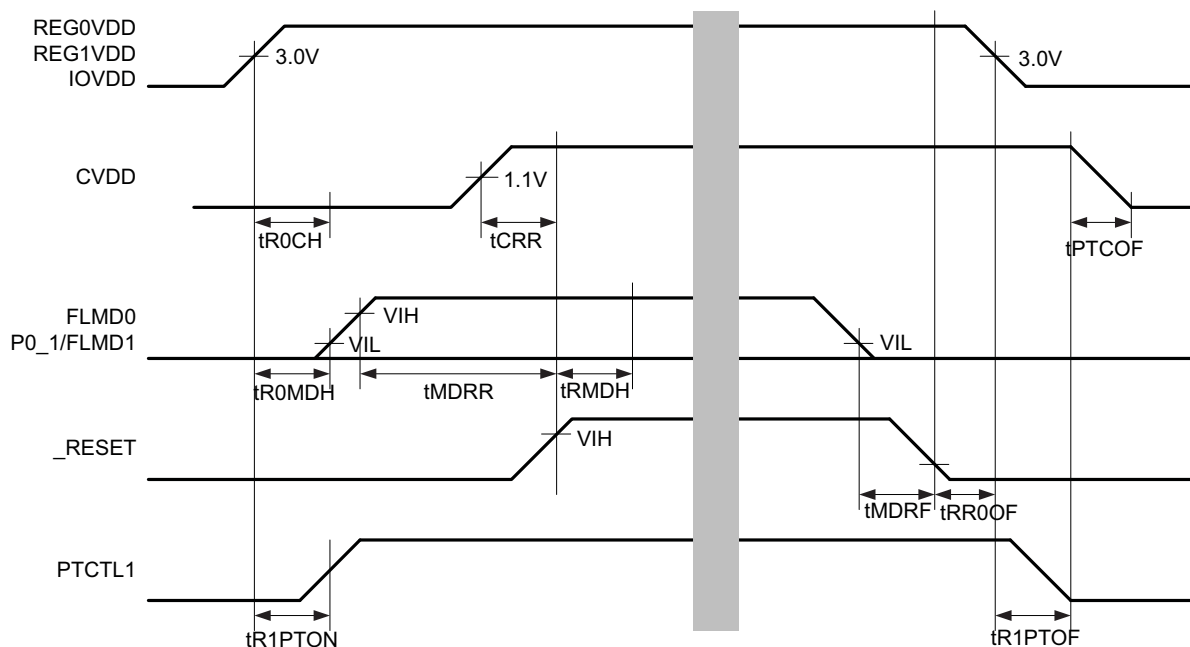 REG0VDD
REG1VDD
IOVDD
3.0V
3.0V
CVDD
1.1V
tR0CH
tCRR
tPTCOF
FLMD0
P0_1/FLMD1
VIH
VIL
VIL
tR0MDH
tMDRR
tRMDH
_RESET
VIH
tMDRF
tRR0OF
PTCTL1
tR1PTON
tR1PTOF